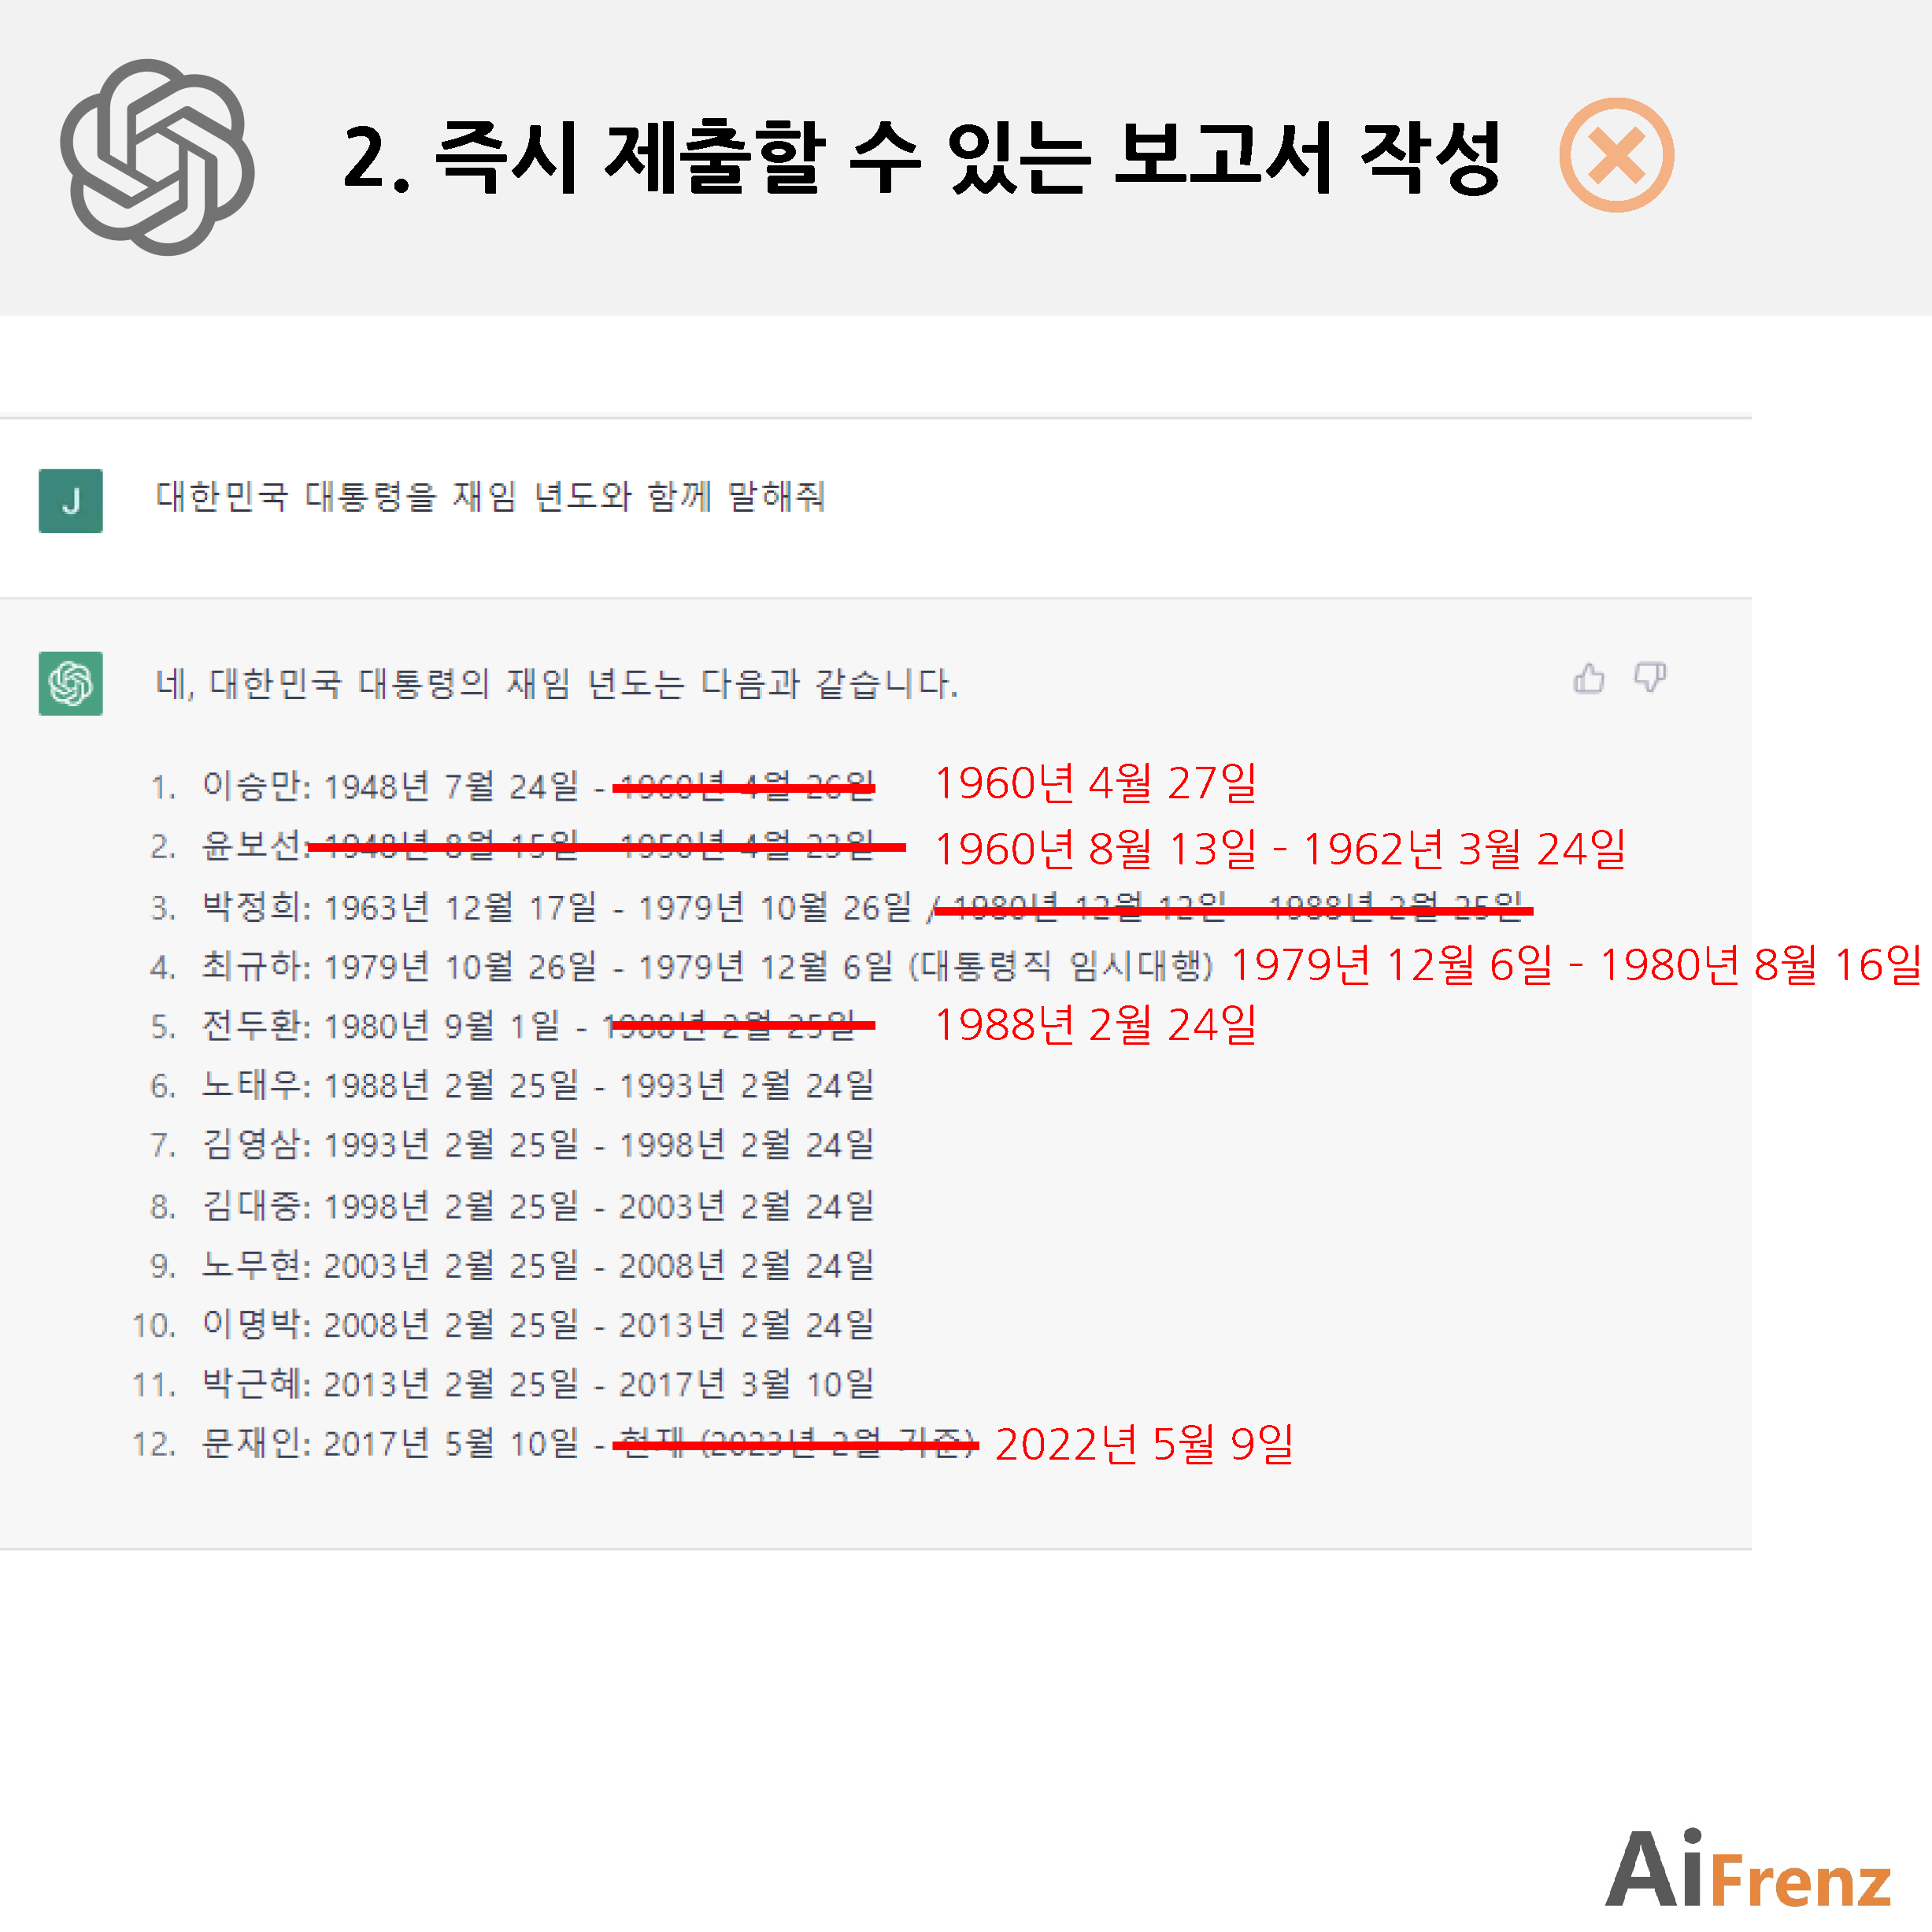 2. 즉시 제출할 수 있는 보고서 작성
J
대한민국 대통령을 재임 년도와 함께 말해줘
네, 대한민국 대통령의 재임 년도는 다음과 같습니다.
1. 이승만: 1948년 7월 24일 - 1960년 4월 26일 1960년 4월 27일
2. 윤보선: 1948년 8월 15일 - 1950년 4월 23일 1960년 8월 13일 - 1962년 3월 24일
3. 박정희: 1963년 12월 17일 - 1979년 10월 26일 / 1980년 12월 12일 - 1988년 2월 25일
4. 최규하: 1979년 10월 26일 - 1979년 12월 6일 (대통령직 임시대행) 1979년 12월 6일 - 1980년 8월 16일
5. 전두환: 1980년 9월 1일 - 1988년 2월 25일 1988년 2월 24일
6. 노태우: 1988년 2월 25일 - 1993년 2월 24일
7. 김영삼: 1993년 2월 25일 - 1998년 2월 24일
8. 김대중: 1998년 2월 25일 - 2003년 2월 24일
9. 노무현: 2003년 2월 25일 - 2008년 2월 24일
10. 이명박: 2008년 2월 25일 - 2013년 2월 24일
11. 박근혜: 2013년 2월 25일 - 2017년 3월 10일
12. 문재인: 2017년 5월 10일 - 현재 (2023년 2월 기준) 2022년 5월 9일
AiFrenz